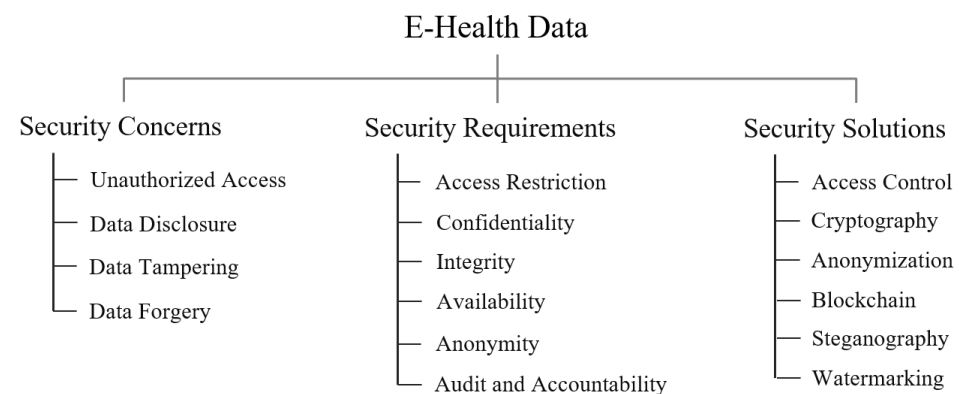 E-Health Data
Security Concerns
Unauthorized Access
Data Disclosure
Data Tampering
Data Forgery
Security Requirements
Access Restriction
Confidentiality
Integrity
Availability
Anonymity
Audit and Accountability
Security Solutions
Access Control
Cryptography
Anonymization
Blockchain
Steganography
Watermarking